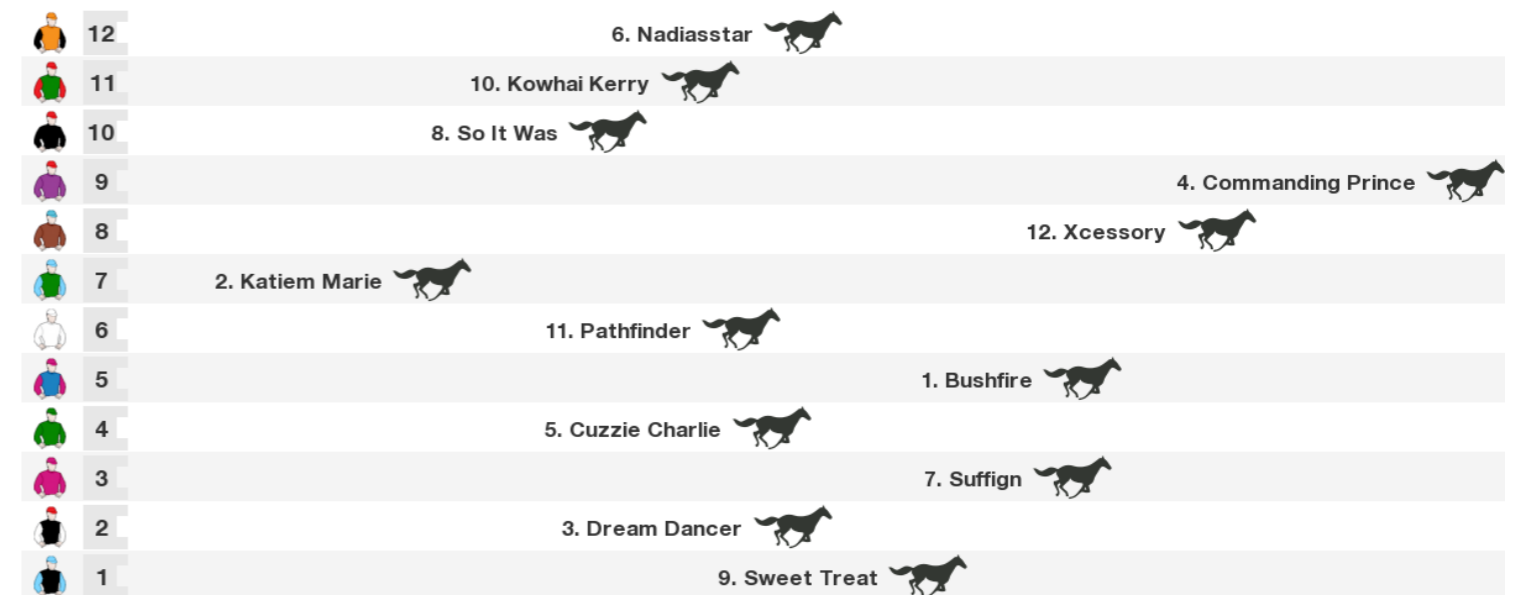 12 6. Nadiasstar
11 10. Kowhai Kerry
10 8. So It Was
9 4. Commanding Prince
8 12. Xcessory
7 2. Katiem Marie
6 11. Pathfinder
5 1. Bushfire
4 5. Cuzzie Charlie
3 7. Suffign
2 3. Dream Dancer
1 9. Sweet Treat